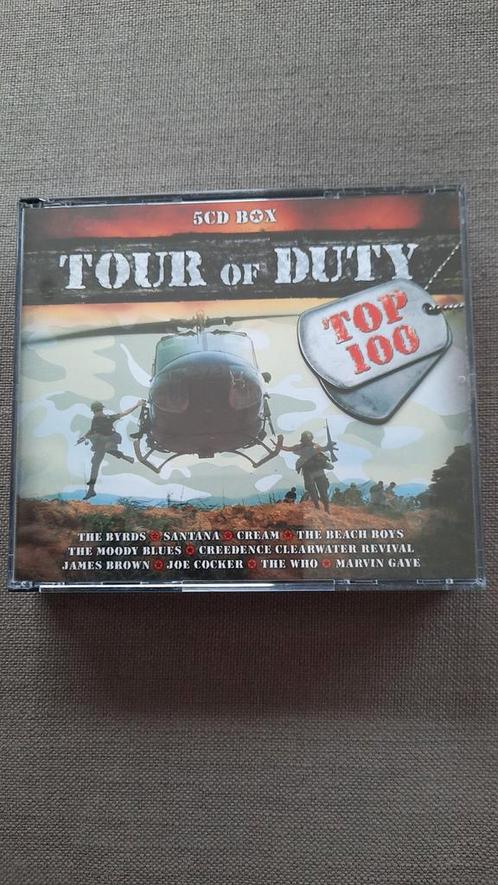 5CD BOX
TOUR OF DUTY
TOP
100
THE BYRDS ★ SANTANA ★ CREAM ★ THE BEACH BOYS
THE MOODY BLUES ★ CREEDENCE CLEARWATER REVIVAL
JAMES BROWN ★ JOE COCKER ★ THE WHO ★ MARVIN GAYE